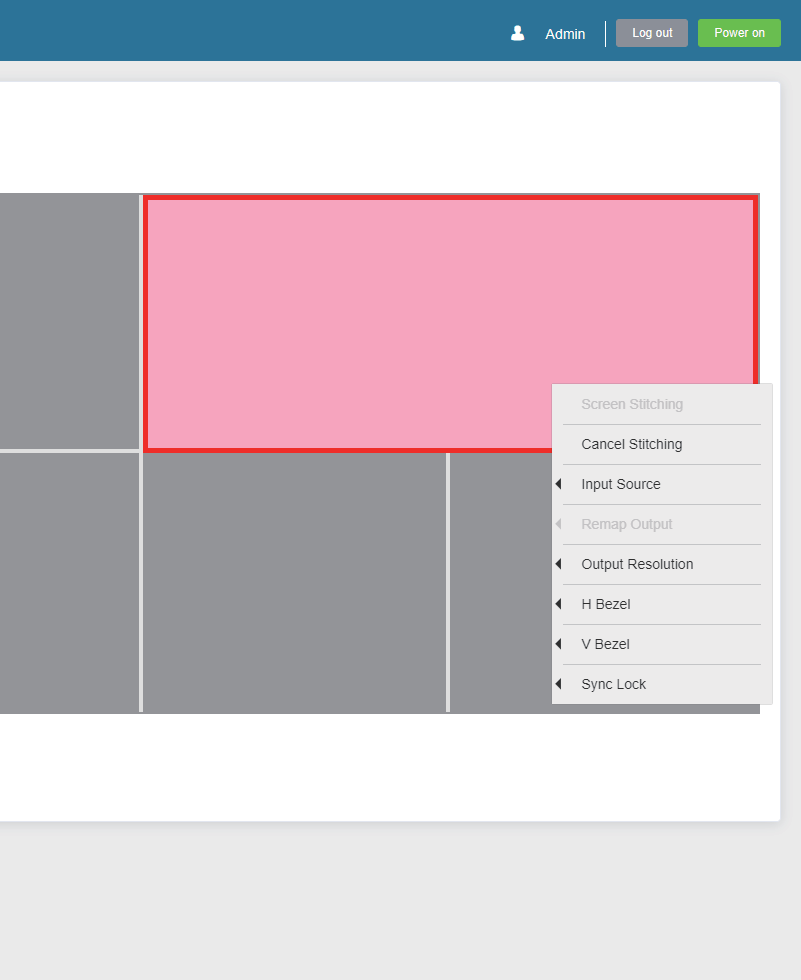 Admin
Log out
Power on
Screen Stitching
Cancel Stitching
Input Source
Remap Output
Output Resolution
H Bezel
V Bezel
Sync Lock